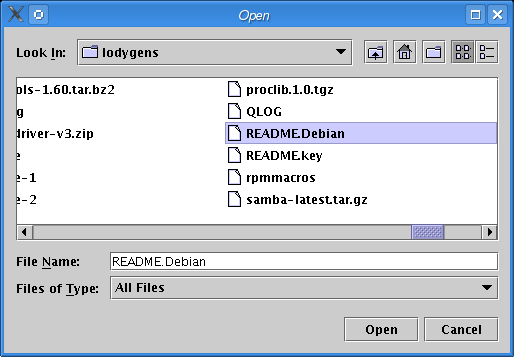 Open
Look In: lodygens
ols-1.60.tar.bz2 proclib.1.0.tgz
g QLOG
driver-v3.zip README.Debian
e README.key
e-1 rpmmacros
e-2 samba-latest.tar.gz
File Name: README.Debian
Files of Type: All Files
Open Cancel